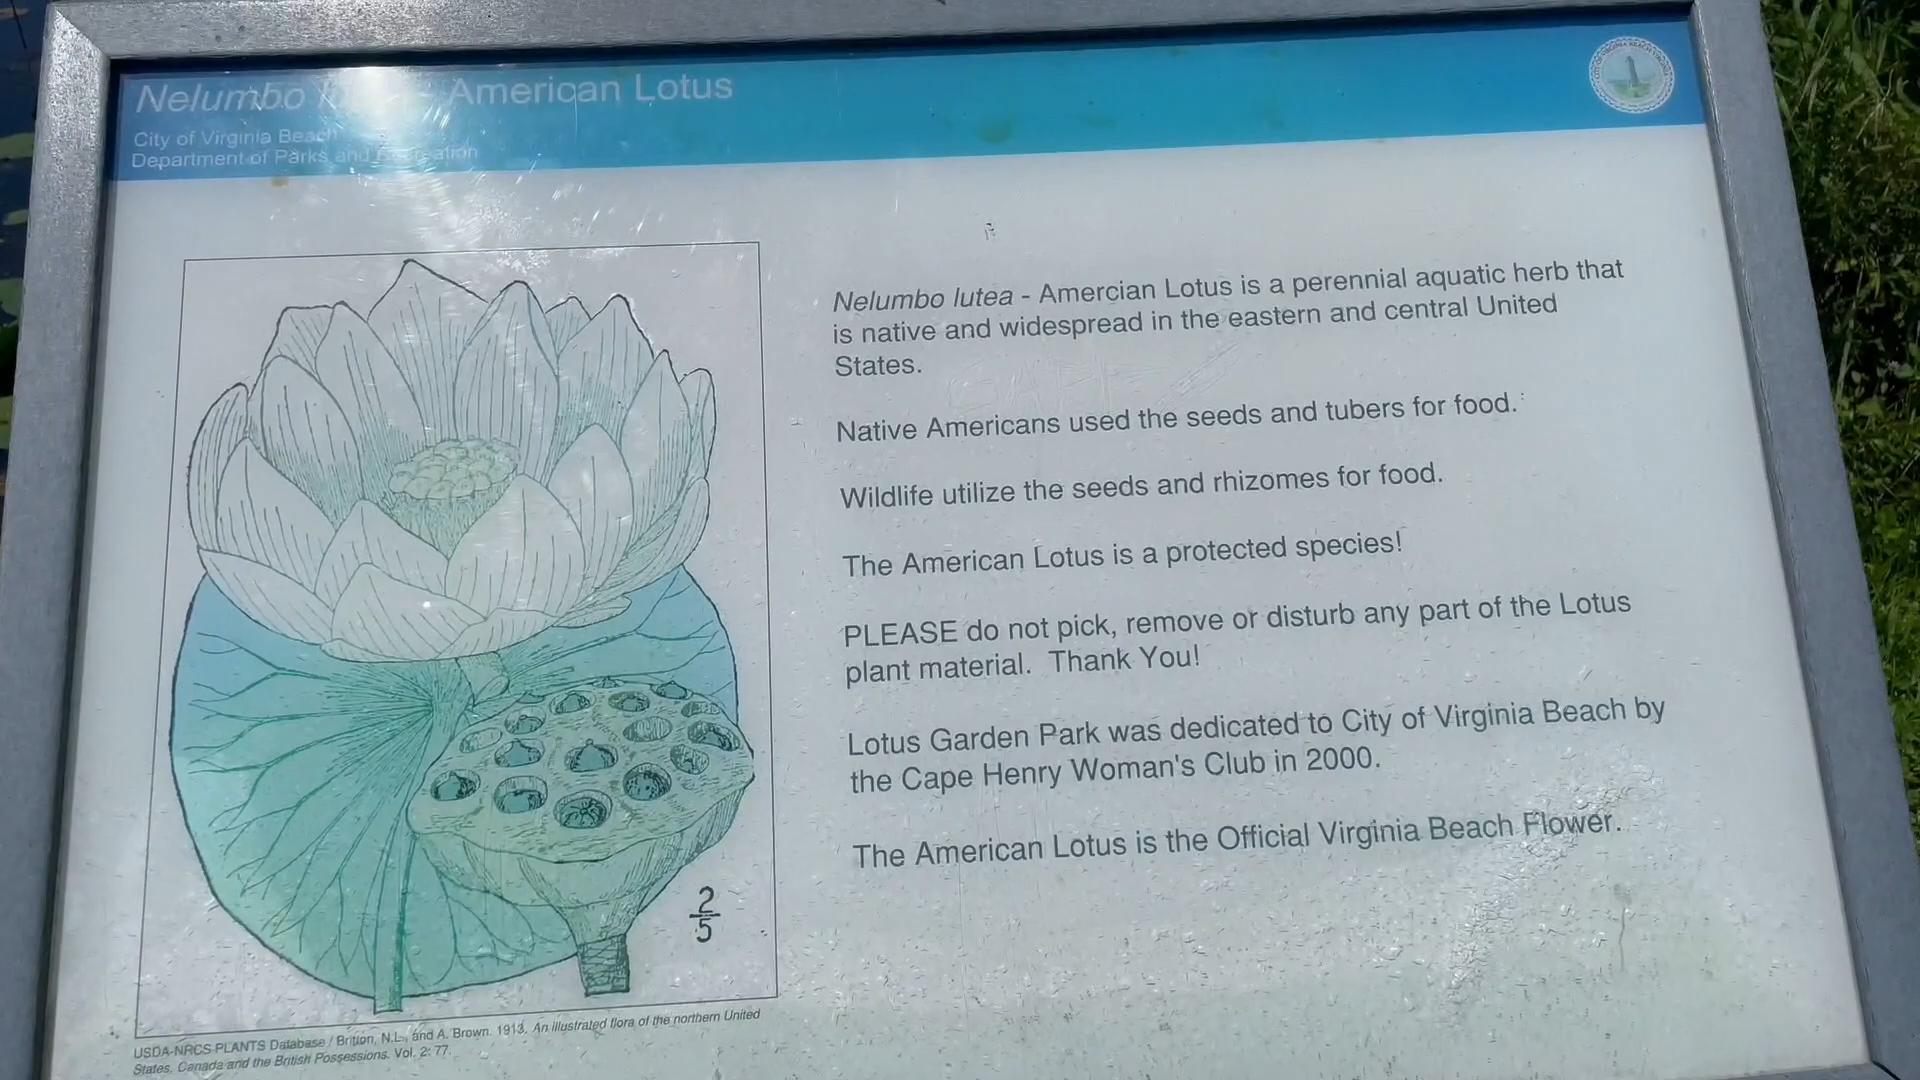 Nelumbo - American Lotus
City of Virginia Beach
Department of Parks and Recreation
Nelumbo lutea - Amercian Lotus is a perennial aquatic herb that
is native and widespread in the eastern and central United
States.
Native Americans used the seeds and tubers for food.
Wildlife utilize the seeds and rhizomes for food.
The American Lotus is a protected species!
PLEASE do not pick, remove or disturb any part of the Lotus
plant material. Thank You!
Lotus Garden Park was dedicated to City of Virginia Beach by
the Cape Henry Woman's Club in 2000.
The American Lotus is the Official Virginia Beach Flower.
2
5
USDA-NRCS PLANTS Database / Britton, N.L., and A. Brown. 1913. An illustrated flora of the northern United
States, Canada and the British Possessions. Vol. 2: 77.